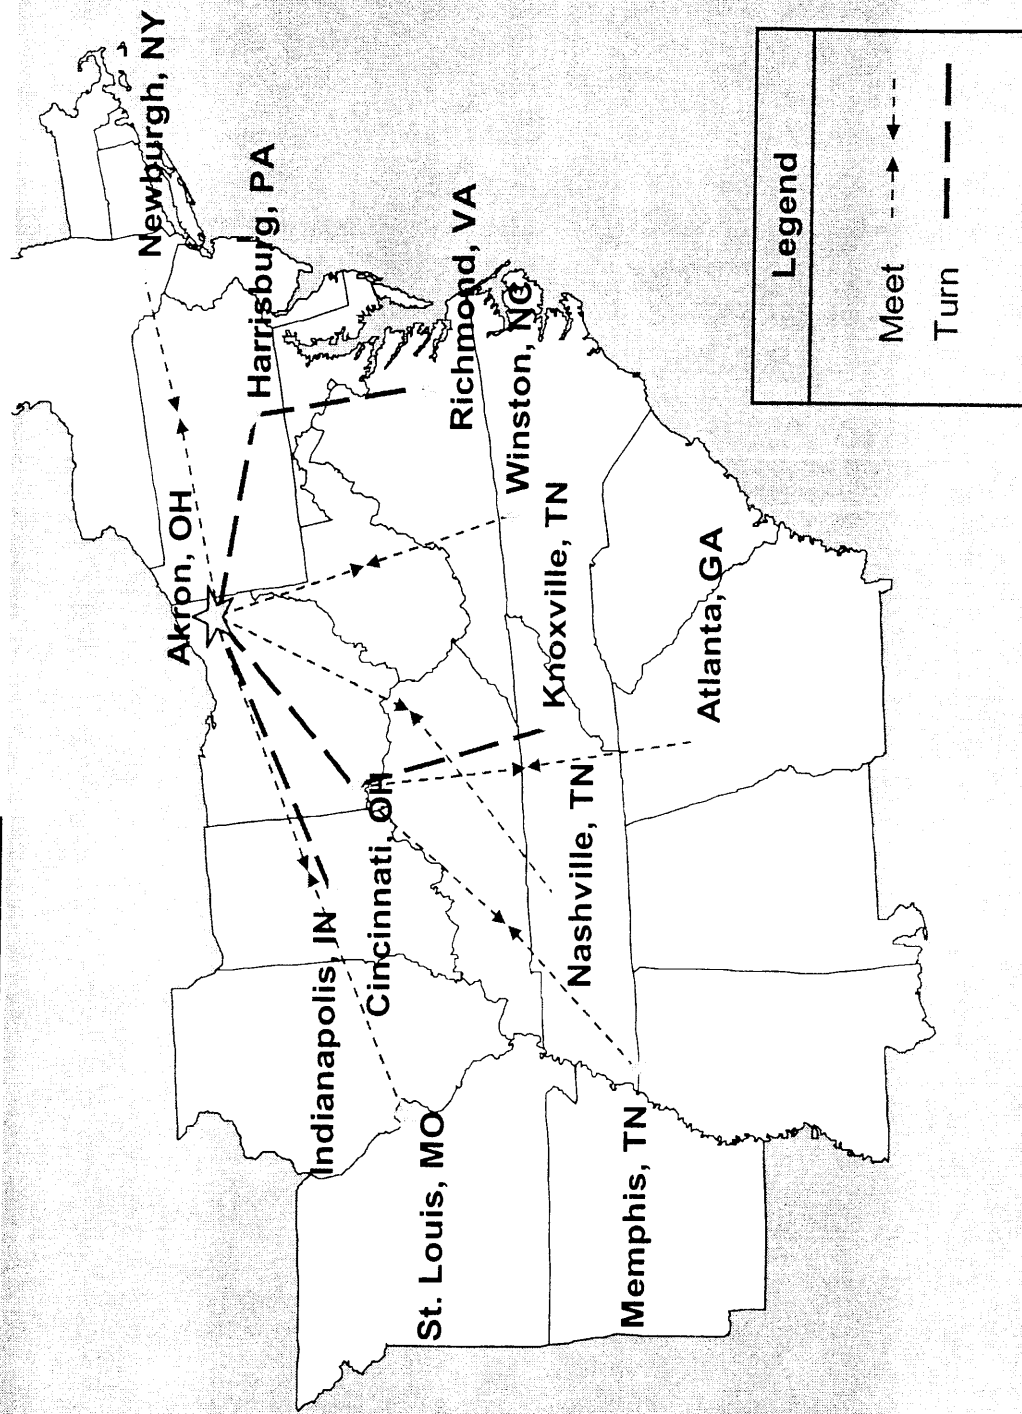 Akron, OH
Newburgh, NY
Harrisburg, PA
Indianapolis, IN
Cincinnati, OH
Richmond, VA
St. Louis, MO
Winston, NC
Knoxville, TN
Nashville, TN
Memphis, TN
Atlanta, GA
Legend
Meet
Turn